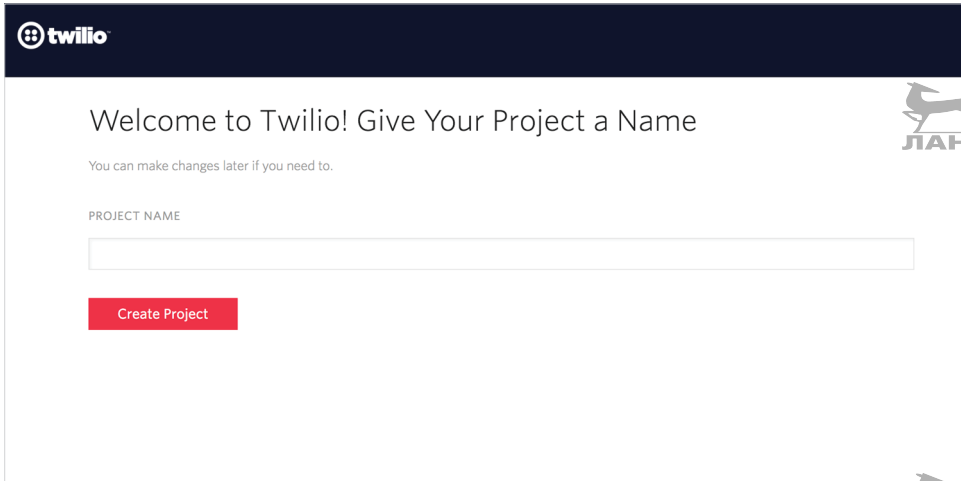 twilio
Welcome to Twilio! Give Your Project a Name
ЛАН
You can make changes later if you need to.
PROJECT NAME
Create Project